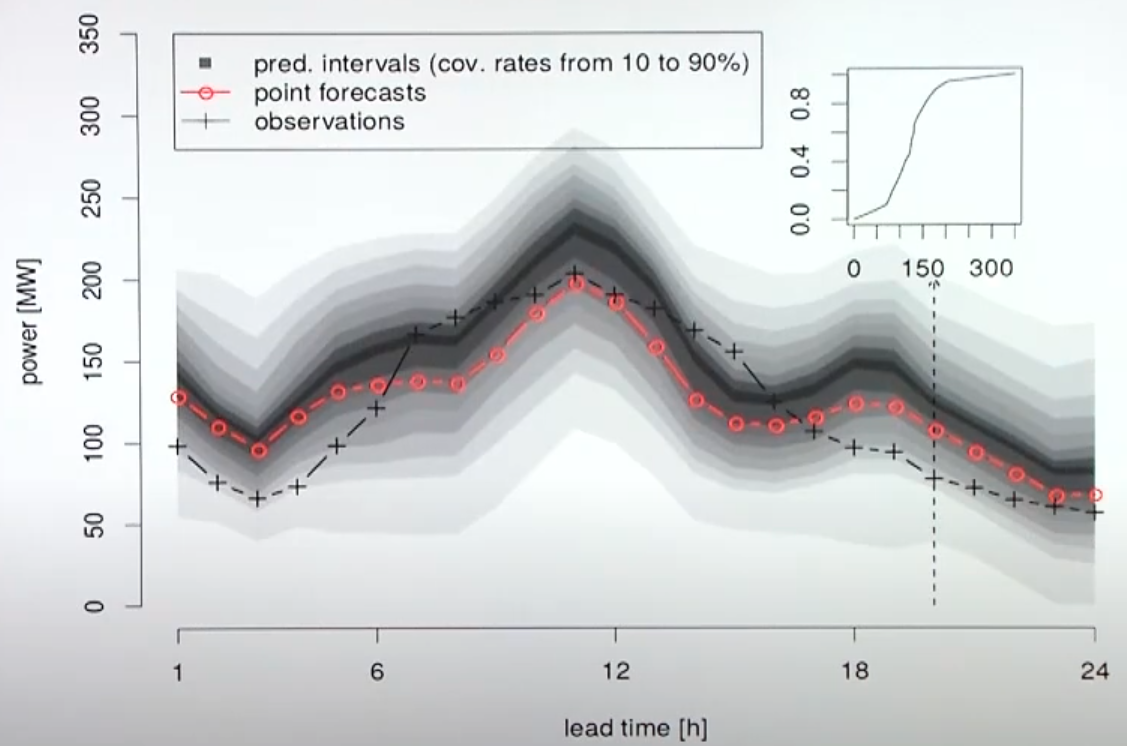 350
300
250
200
150
100
50
0
power [MW]
pred. intervals (cov. rates from 10 to 90%)
point forecasts
observations
0.8
0.4
0.0
0 150 300
1 6 12 18 24
lead time [h]